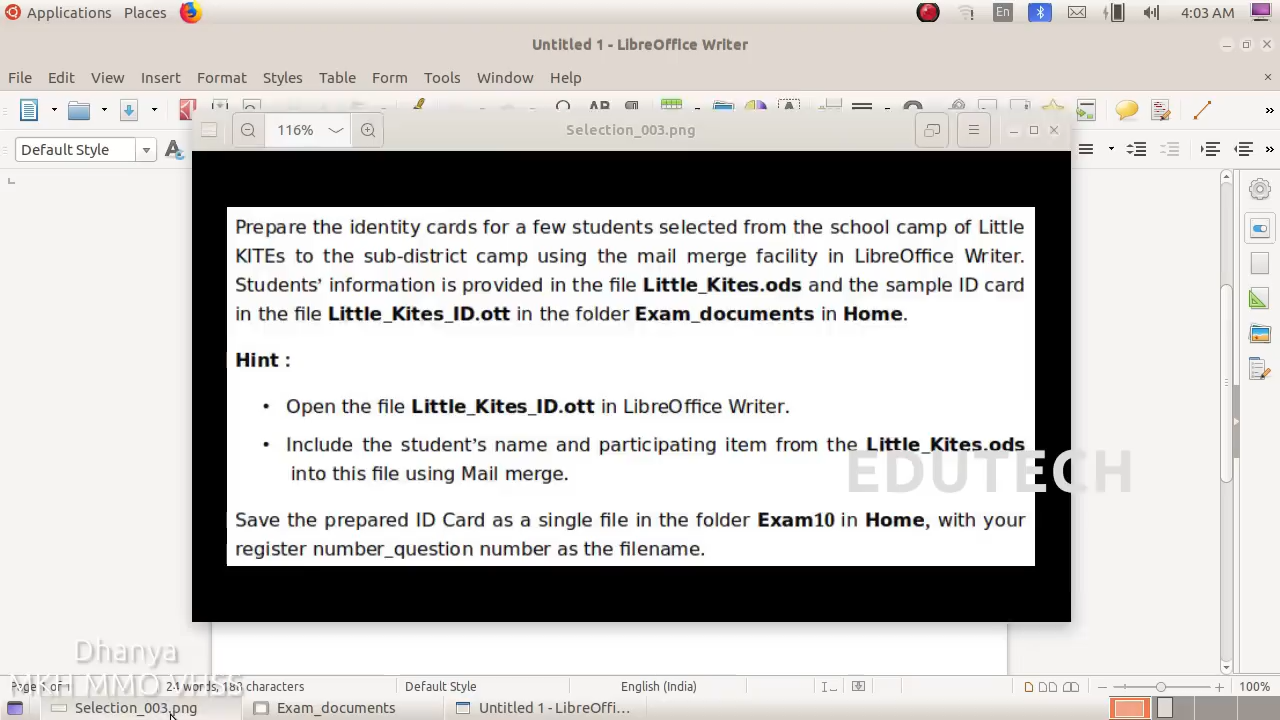 Applications Places En 4:03 AM
Untitled 1 - LibreOffice Writer
File Edit View Insert Format Styles Table Form Tools Window Help
116% Selection_003.png
Default Style
Prepare the identity cards for a few students selected from the school camp of Little
KITEs to the sub-district camp using the mail merge facility in LibreOffice Writer.
Students' information is provided in the file Little_Kites.ods and the sample ID card
in the file Little_Kites_ID.ott in the folder Exam_documents in Home.
Hint :
• Open the file Little_Kites_ID.ott in LibreOffice Writer.
• Include the student's name and participating item from the Little_Kites.ods
into this file using Mail merge.
EDUTECH
Save the prepared ID Card as a single file in the folder Exam10 in Home, with your
register number_question number as the filename.
Dhanya
MKH MMO VHSS
24 words, characters Default Style English (India) 100%
Selection_003.png Exam_documents Untitled 1 - LibreOffi...